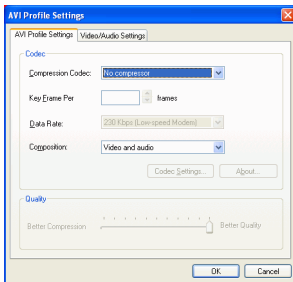 AVI Profile Settings
AVI Profile Settings Video/Audio Settings
Codec
Compression Codec: No compressor
Key Frame Per frames
Data Rate: 230 Kbps (Low-speed Modem)
Composition: Video and audio
Codec Settings... About...
Quality
Better Compression Better Quality
OK Cancel